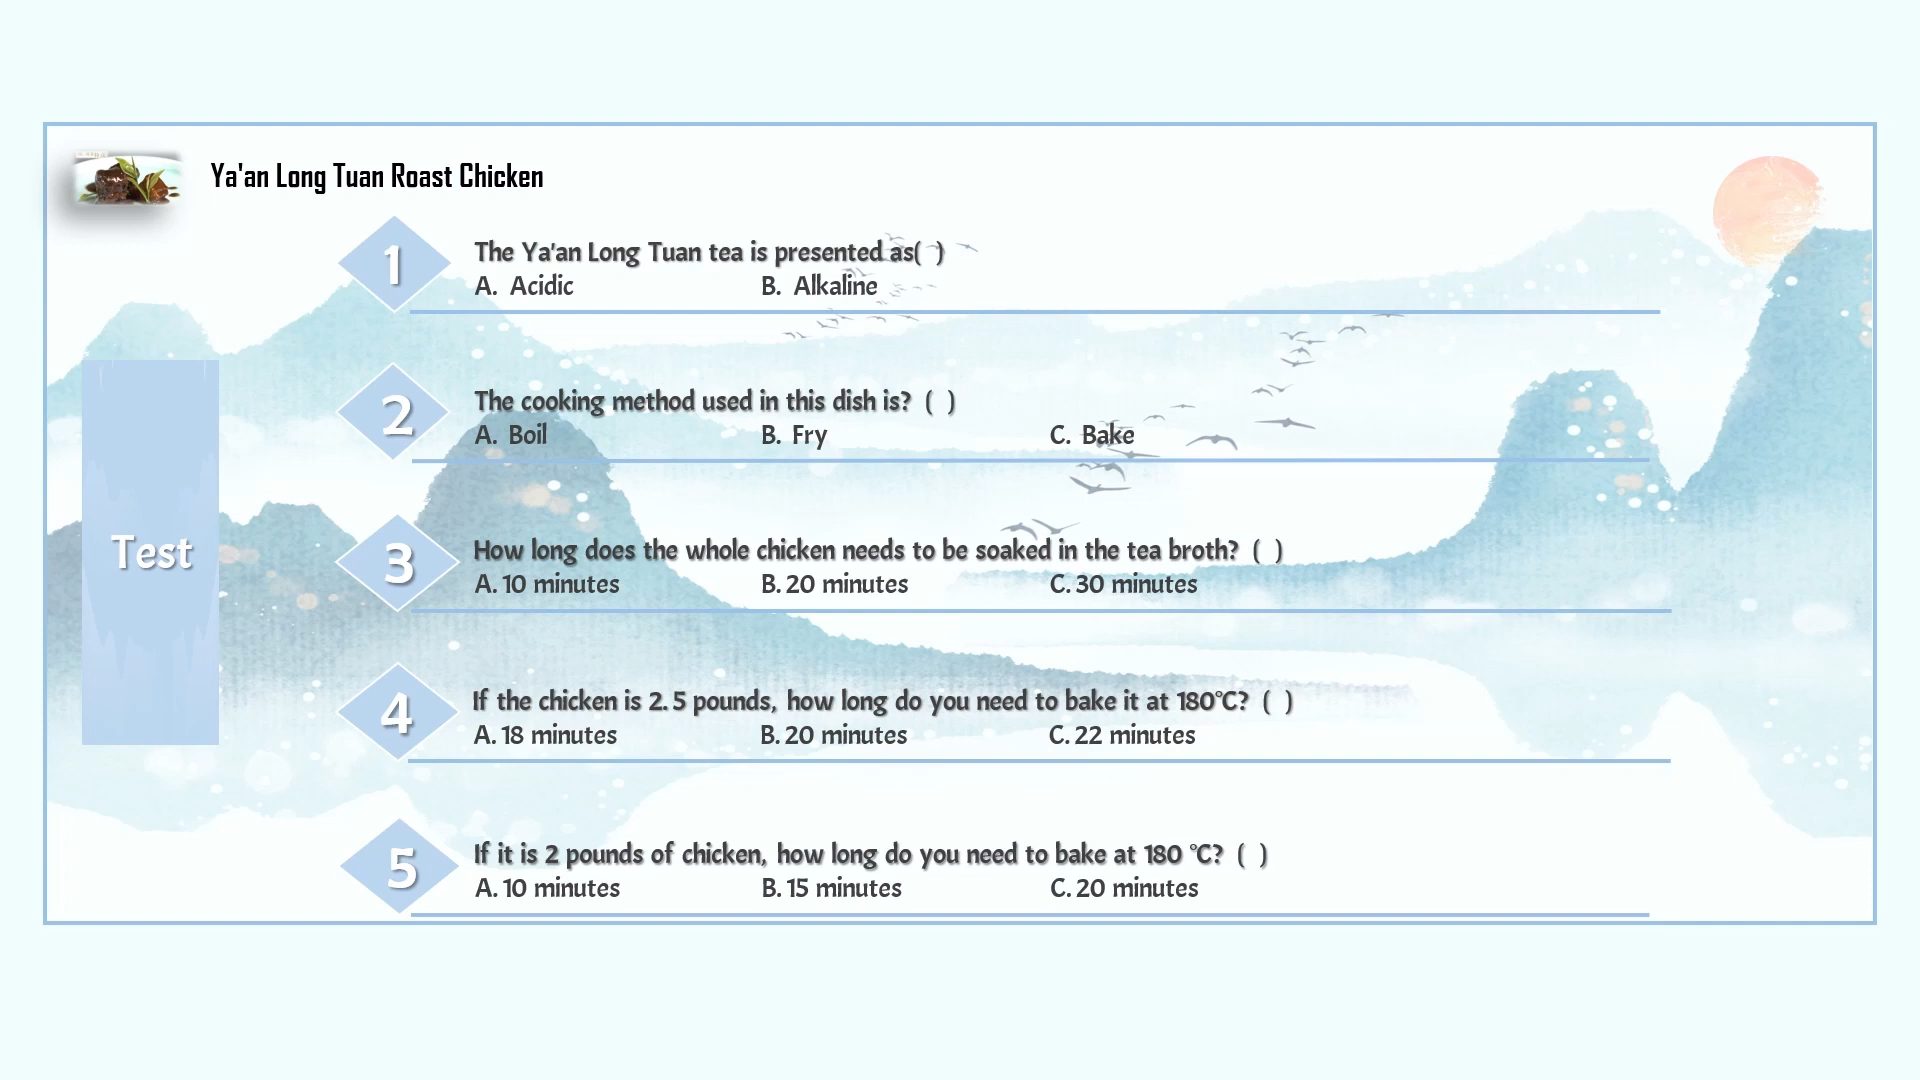 Ya'an Long Tuan Roast Chicken
1
The Ya'an Long Tuan tea is presented as( )
A. Acidic B. Alkaline
2
The cooking method used in this dish is? ( )
A. Boil B. Fry C. Bake
Test
3
How long does the whole chicken needs to be soaked in the tea broth? ( )
A. 10 minutes B. 20 minutes C. 30 minutes
4
If the chicken is 2.5 pounds, how long do you need to bake it at 180℃? ( )
A. 18 minutes B. 20 minutes C. 22 minutes
5
If it is 2 pounds of chicken, how long do you need to bake at 180 ℃? ( )
A. 10 minutes B. 15 minutes C. 20 minutes